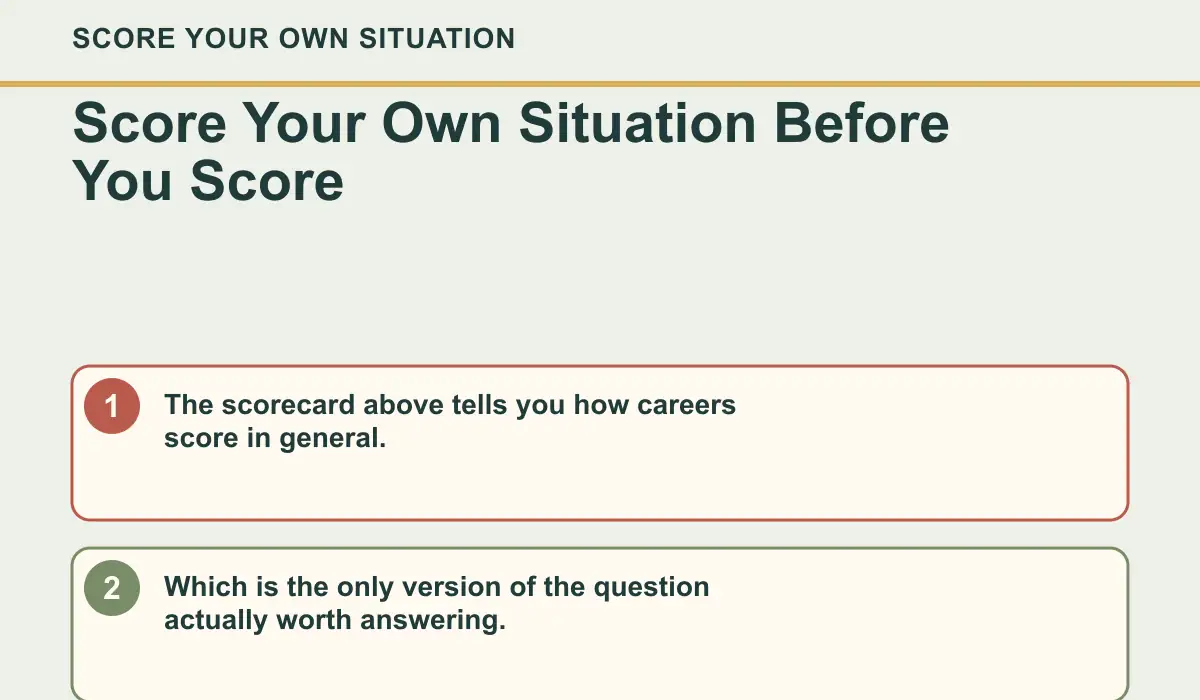 SCORE YOUR OWN SITUATION
Score Your Own Situation Before
You Score
1
The scorecard above tells you how careers
score in general.
2
Which is the only version of the question
actually worth answering.